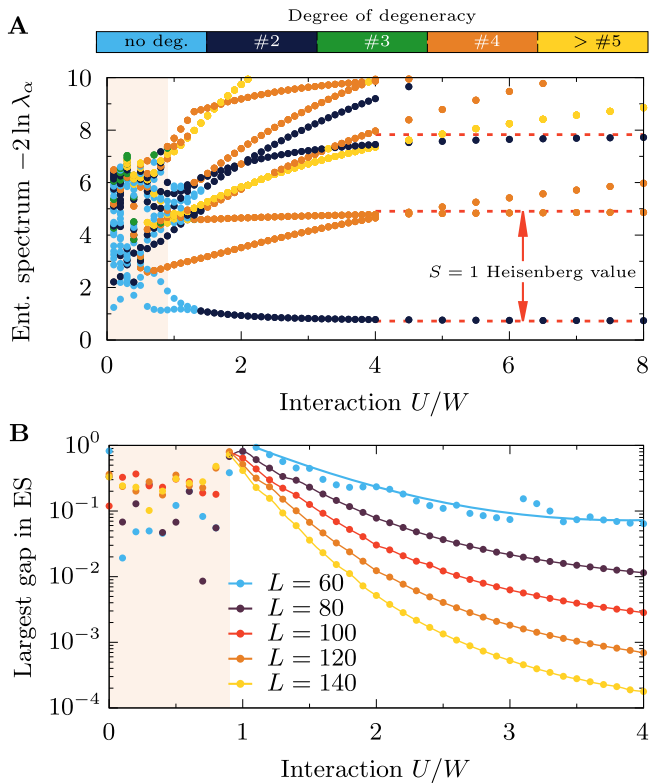 Degree of degeneracy
A
no deg. #2 #3 #4 > #5
Ent. spectrum −2 ln λα
10
8
6
4
2
0
S = 1 Heisenberg value
0 2 4 6 8
Interaction U/W
B
Largest gap in ES
10^0
10^−1
10^−2
10^−3
10^−4
L = 60
L = 80
L = 100
L = 120
L = 140
0 1 2 3 4
Interaction U/W